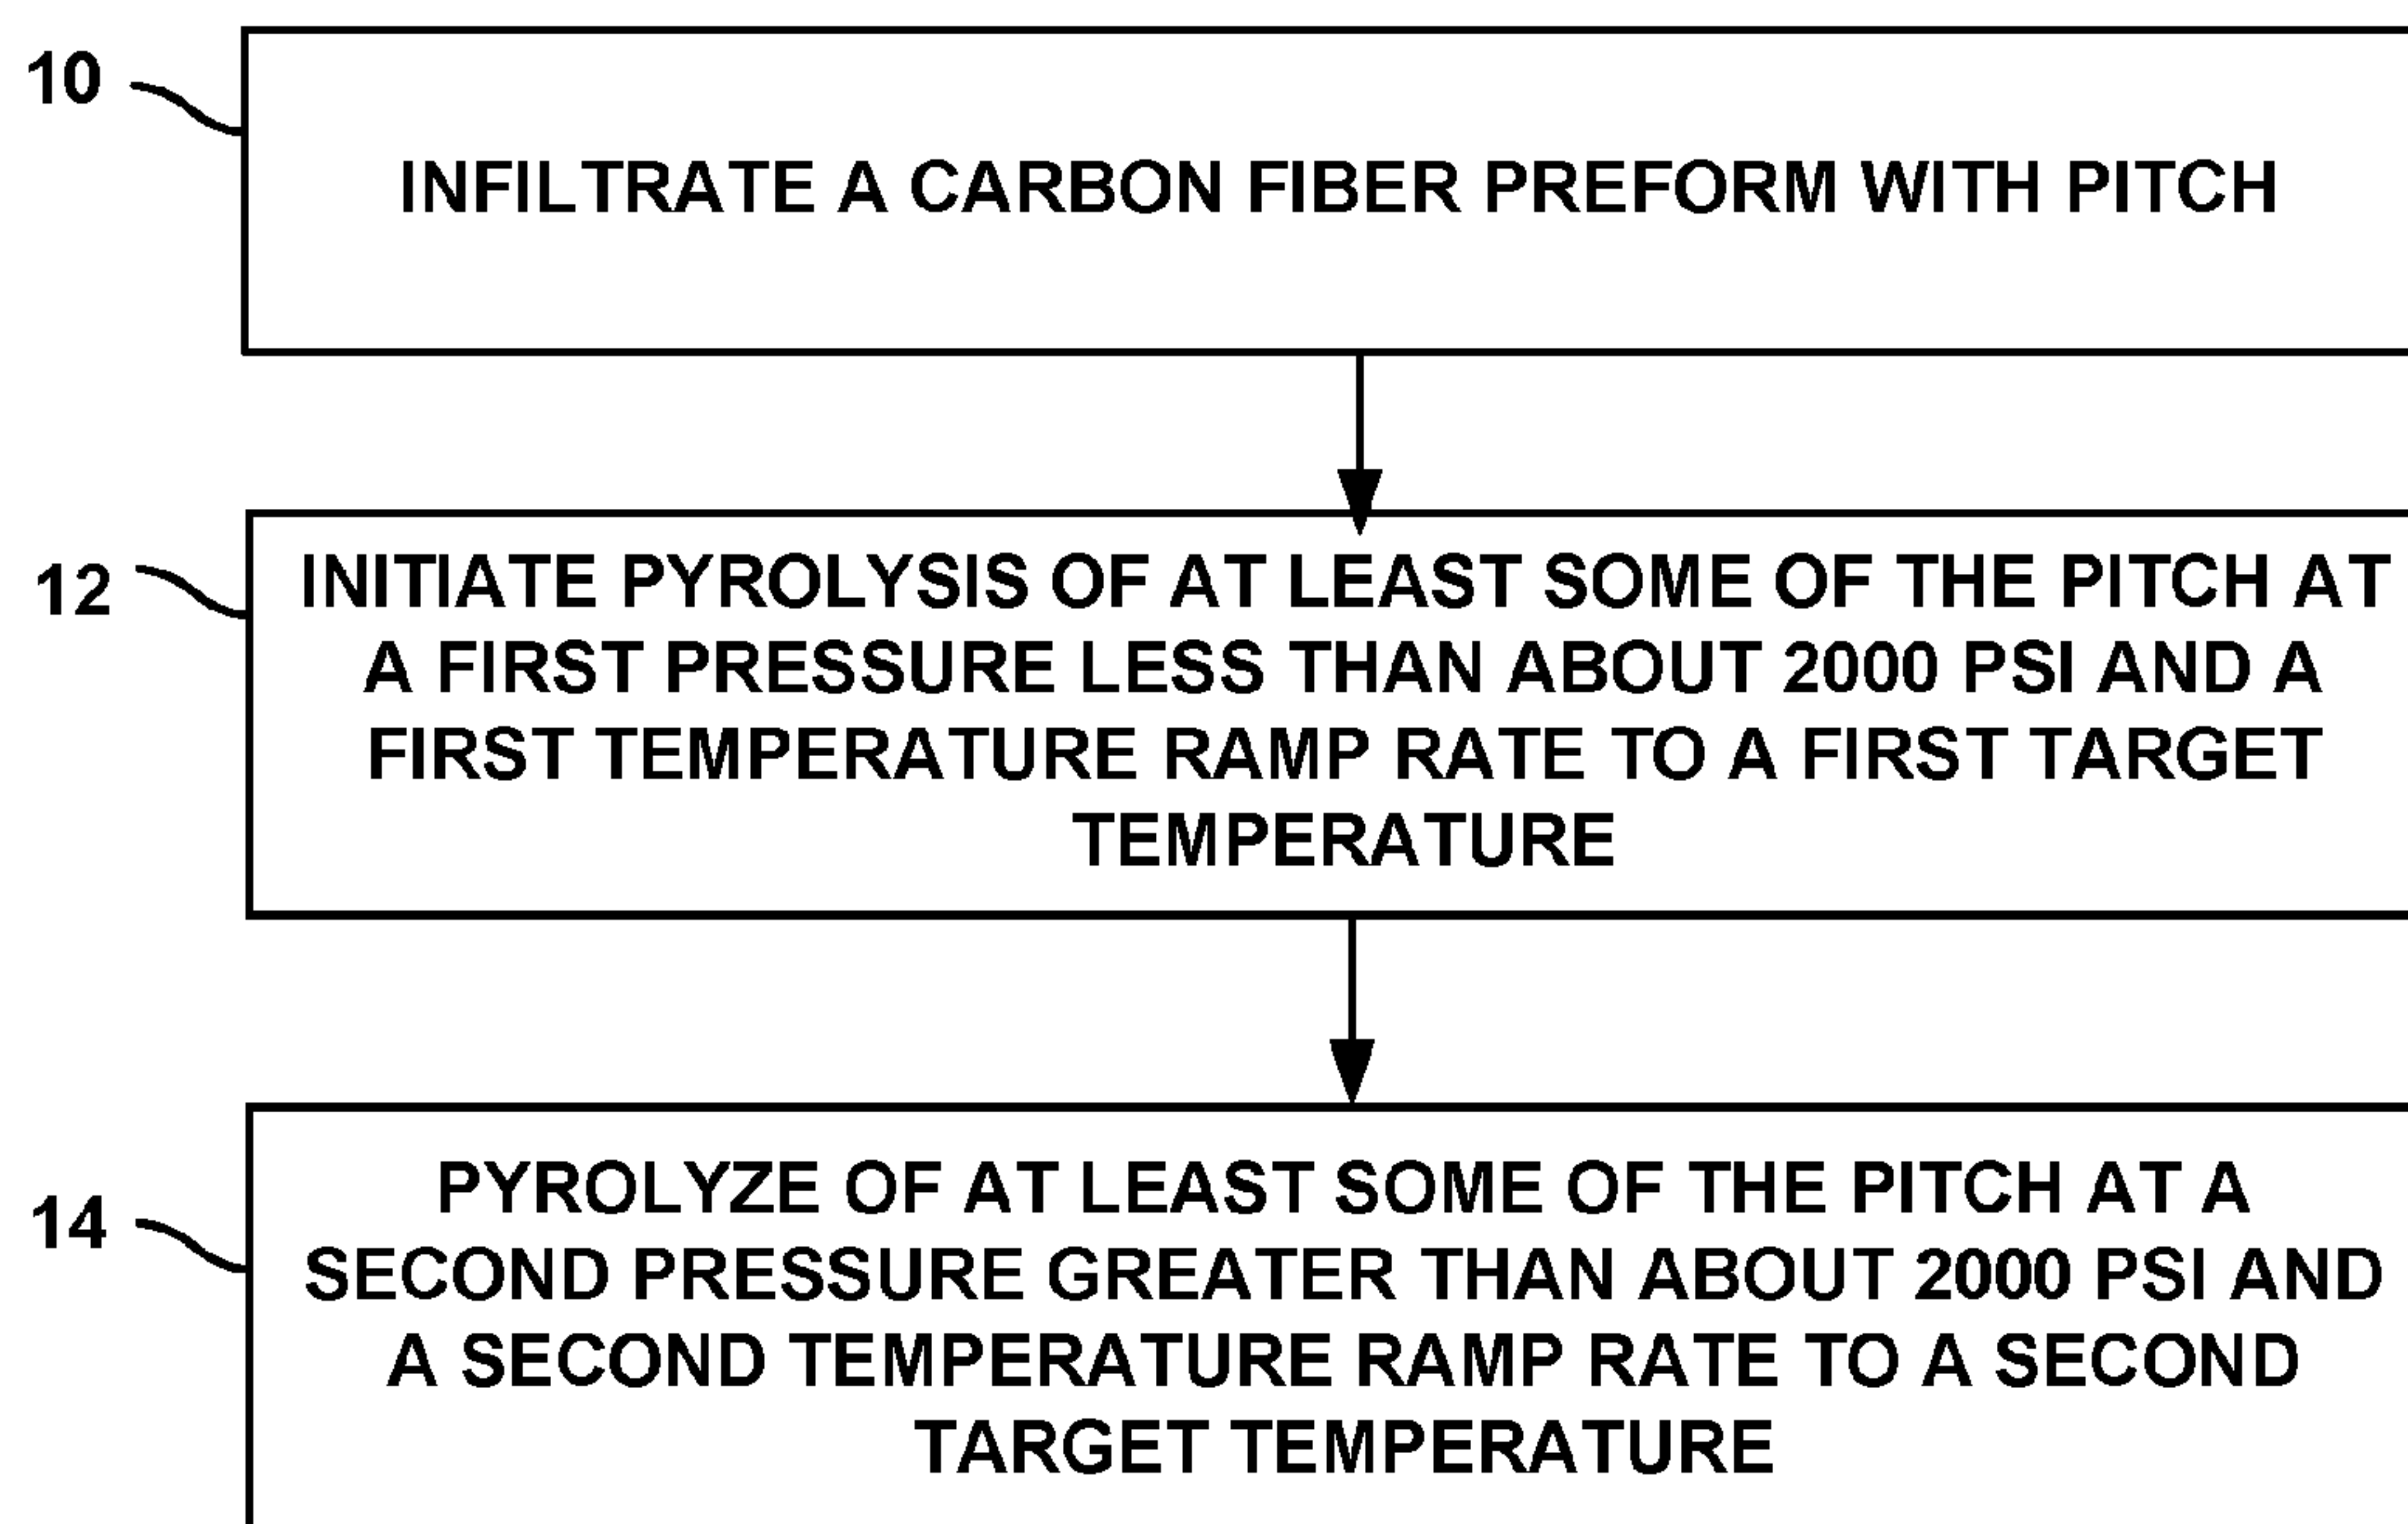 10
INFILTRATE A CARBON FIBER PREFORM WITH PITCH
12
INITIATE PYROLYSIS OF AT LEAST SOME OF THE PITCH AT
A FIRST PRESSURE LESS THAN ABOUT 2000 PSI AND A
FIRST TEMPERATURE RAMP RATE TO A FIRST TARGET
TEMPERATURE
14
PYROLYZE OF AT LEAST SOME OF THE PITCH AT A
SECOND PRESSURE GREATER THAN ABOUT 2000 PSI AND
A SECOND TEMPERATURE RAMP RATE TO A SECOND
TARGET TEMPERATURE